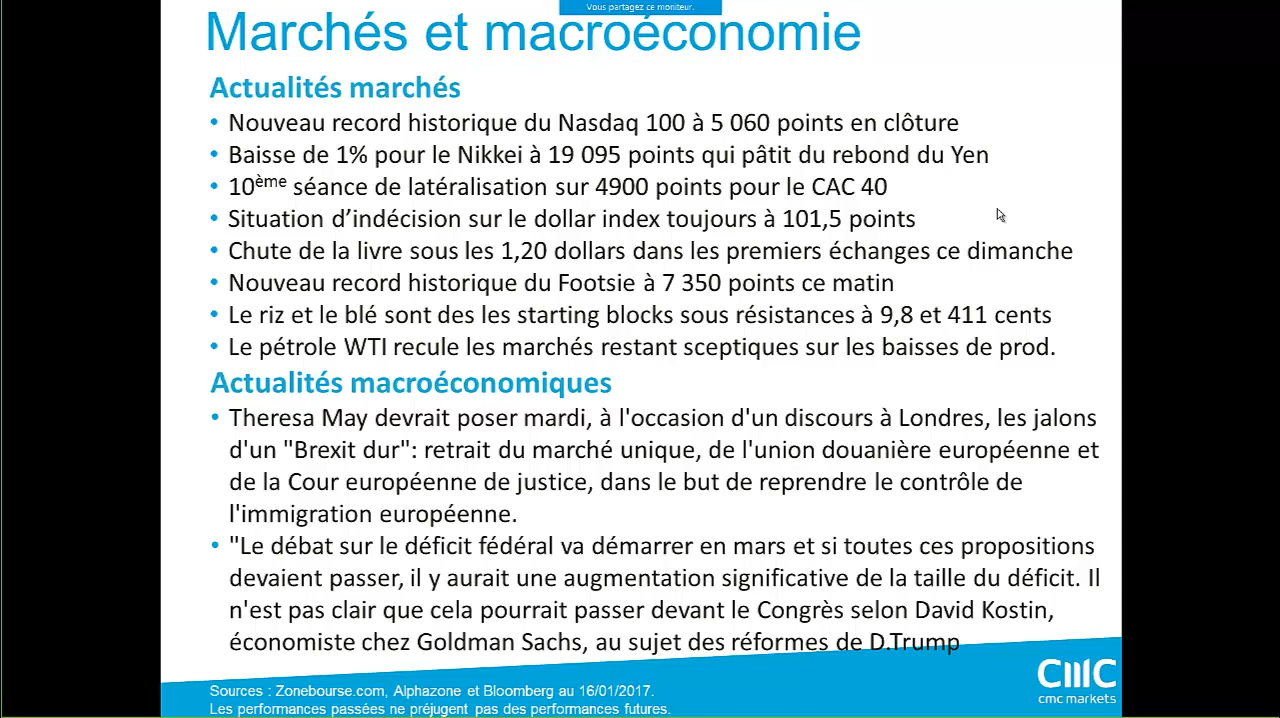 Vous partagez ce moniteur.
Marchés et macroéconomie
Actualités marchés
• Nouveau record historique du Nasdaq 100 à 5 060 points en clôture
• Baisse de 1% pour le Nikkei à 19 095 points qui pâtit du rebond du Yen
• 10ème séance de latéralisation sur 4900 points pour le CAC 40
• Situation d’indécision sur le dollar index toujours à 101,5 points
• Chute de la livre sous les 1,20 dollars dans les premiers échanges ce dimanche
• Nouveau record historique du Footsie à 7 350 points ce matin
• Le riz et le blé sont des les starting blocks sous résistances à 9,8 et 411 cents
• Le pétrole WTI recule les marchés restant sceptiques sur les baisses de prod.
Actualités macroéconomiques
• Theresa May devrait poser mardi, à l'occasion d'un discours à Londres, les jalons
d'un "Brexit dur": retrait du marché unique, de l'union douanière européenne et
de la Cour européenne de justice, dans le but de reprendre le contrôle de
l'immigration européenne.
• "Le débat sur le déficit fédéral va démarrer en mars et si toutes ces propositions
devaient passer, il y aurait une augmentation significative de la taille du déficit. Il
n'est pas clair que cela pourrait passer devant le Congrès selon David Kostin,
économiste chez Goldman Sachs, au sujet des réformes de D.Trump
Sources : Zonebourse.com, Alphazone et Bloomberg au 16/01/2017.
Les performances passées ne préjugent pas des performances futures.
CMC
cmc markets